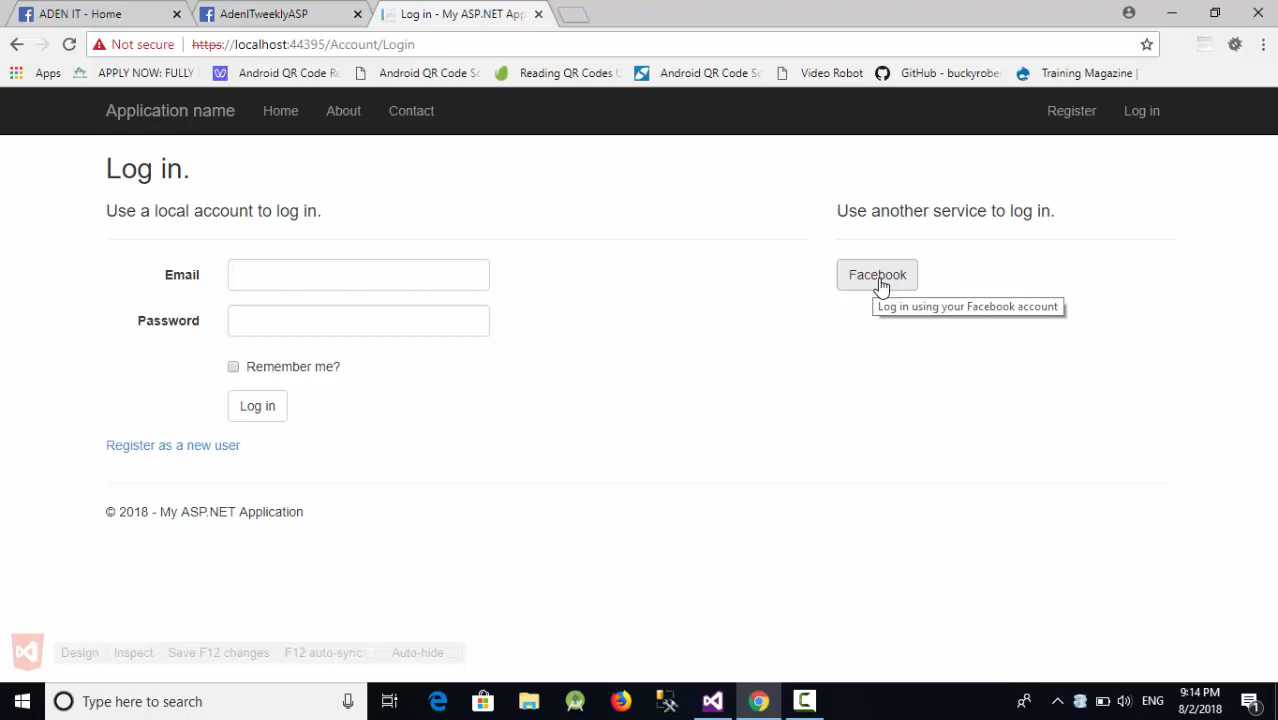 ADEN IT - Home
AdenITweeklyASP
Log in - My ASP.NET Ap
Not secure
https://localhost:44395/Account/Login
Apps
APPLY NOW: FULLY
Android QR Code Re
Android QR Code Sc
Reading QR Codes U
Android QR Code Sc
Video Robot
GitHub - buckyrober
Training Magazine |
Application name
Home
About
Contact
Register
Log in
Log in.
Use a local account to log in.
Use another service to log in.
Email
Facebook
Log in using your Facebook account
Password
Remember me?
Log in
Register as a new user
© 2018 - My ASP.NET Application
Design
Inspect
Save F12 changes
F12 auto-sync
Auto-hide
Type here to search
ENG
9:14 PM
8/2/2018
1